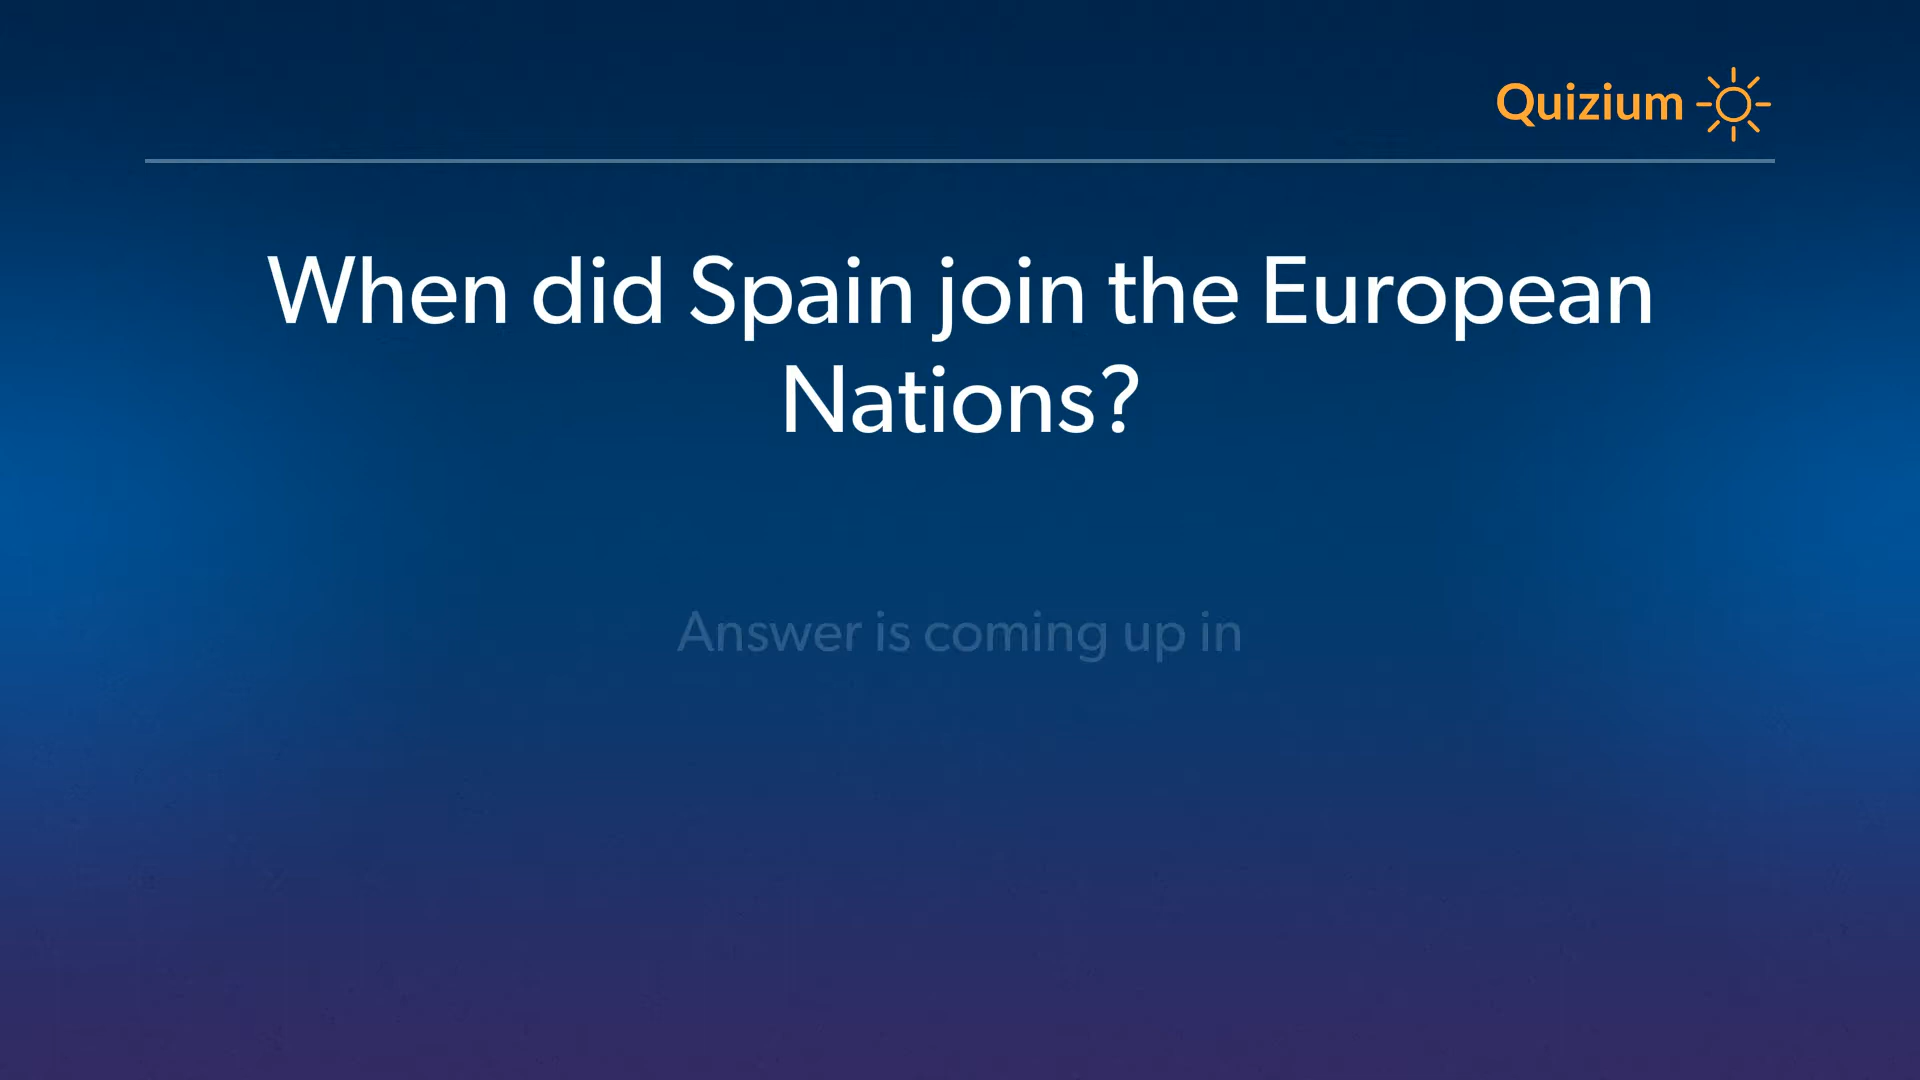 Quizium
When did Spain join the European
Nations?
Answer is coming up in